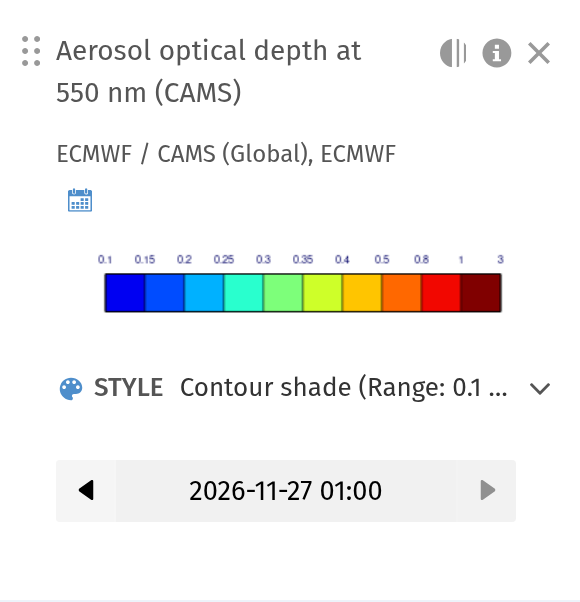 Aerosol optical depth at
550 nm (CAMS)
ECMWF / CAMS (Global), ECMWF
0.1 0.15 0.2 0.25 0.3 0.35 0.4 0.5 0.8 1 3
STYLE Contour shade (Range: 0.1 ...
2026-11-27 01:00